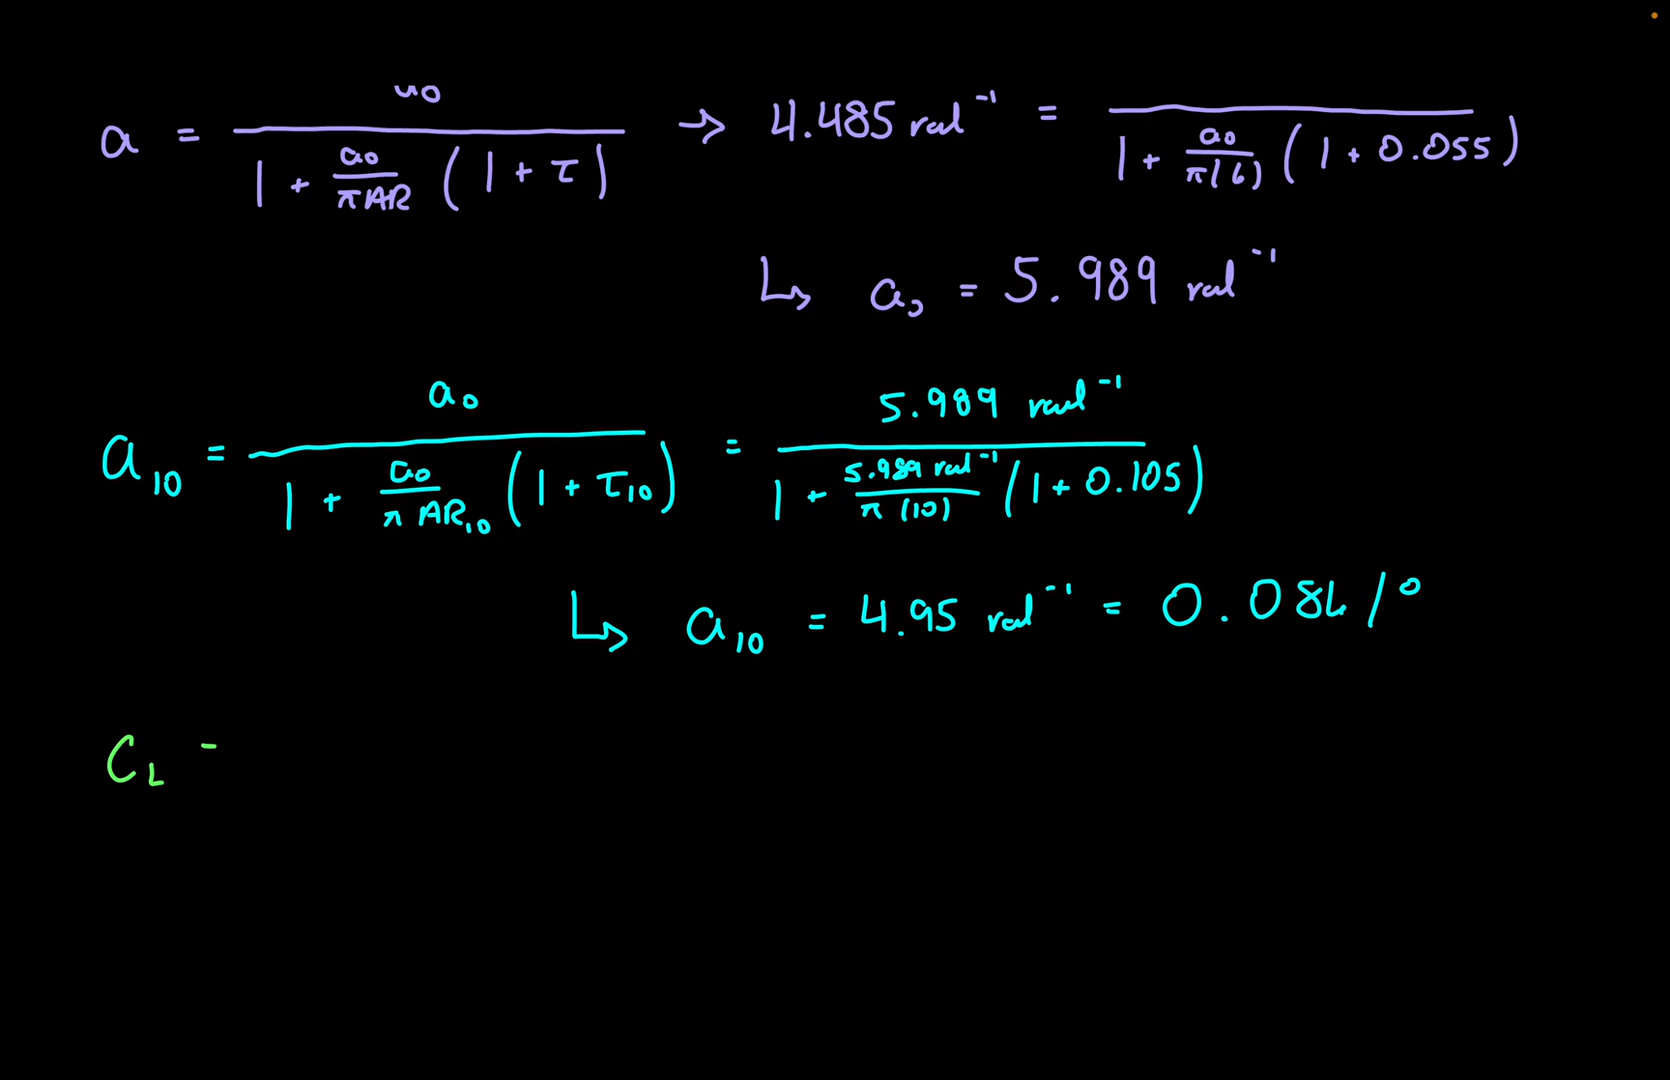 a = a₀ / (1 + a₀/(πAR) (1 + τ)) → 4.485 rad⁻¹ = / (1 + a₀/(π(6)) (1 + 0.055))
↳ a₀ = 5.989 rad⁻¹
a₁₀ = a₀ / (1 + a₀/(π AR₁₀) (1 + τ₁₀)) = 5.989 rad⁻¹ / (1 + 5.989 rad⁻¹/(π (10)) (1 + 0.105))
↳ a₁₀ = 4.95 rad⁻¹ = 0.086 / °
C_L -